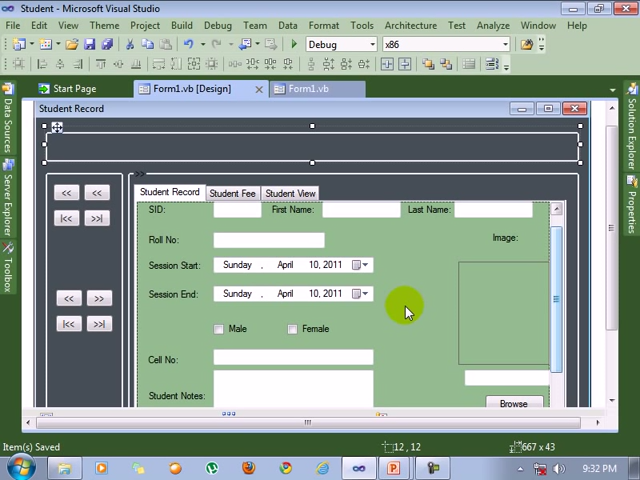 Student - Microsoft Visual Studio
File Edit View Theme Project Build Debug Team Data Format Tools Architecture Test Analyze Window Help
Debug x86
Start Page Form1.vb [Design] Form1.vb
Data Sources
Server Explorer
Toolbox
Solution Explorer
Properties
Student Record
>>
Student Record Student Fee Student View
<< <<
|<< >>|
<< >>
|<< >>|
SID: First Name: Last Name:
Roll No: Image:
Session Start: Sunday , April 10, 2011
Session End: Sunday , April 10, 2011
Male Female
Cell No:
Student Notes:
Browse
Item(s) Saved 12 , 12 667 x 43
9:32 PM